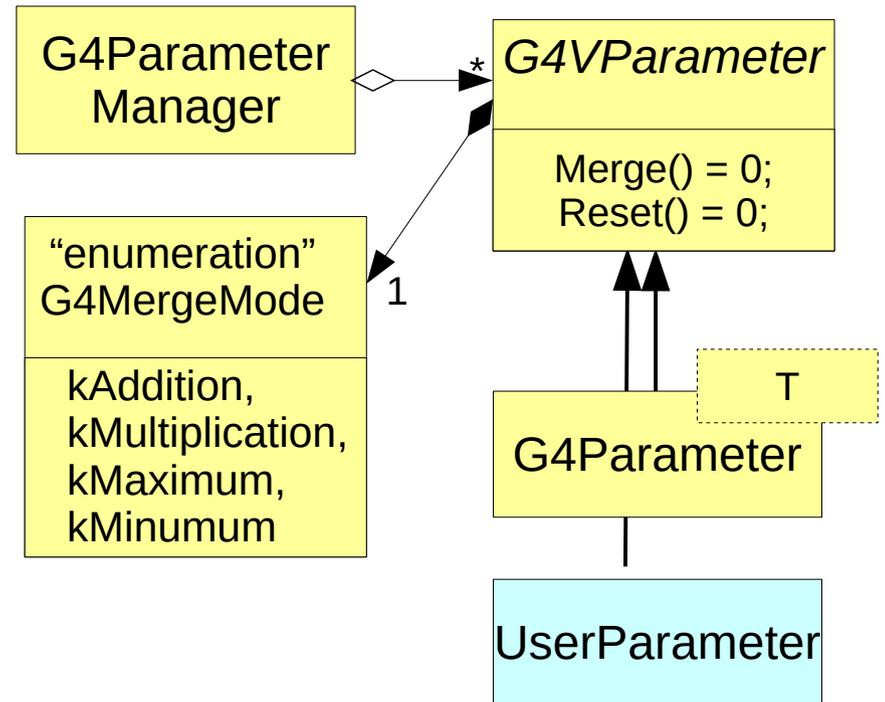 G4Parameter
Manager
*
G4VParameter
Merge() = 0;
Reset() = 0;
“enumeration”
G4MergeMode
1
kAddition,
kMultiplication,
kMaximum,
kMinumum
T
G4Parameter
UserParameter